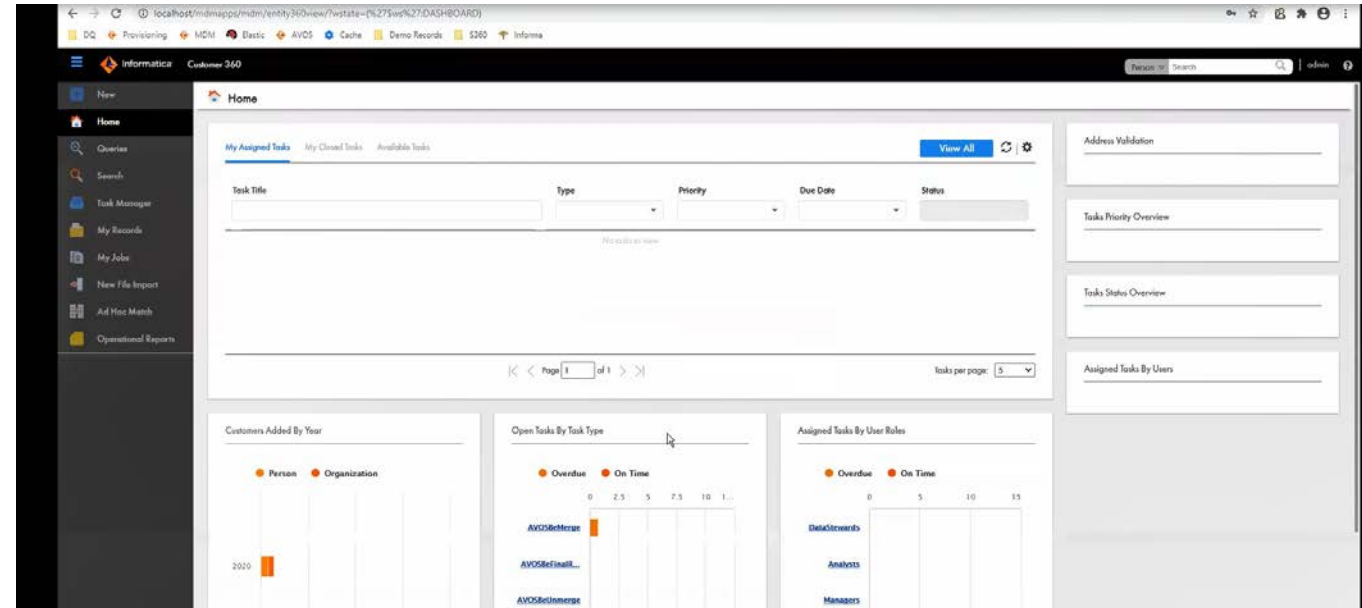 localhost/mdmapps/mdm/entity360view/?wstate=(%27$ws%27:DASHBOARD)
DQ Provisioning MDM Elastic AVOS Cache Demo Records S360 Informa
Informatica Customer 360
Person Search admin
New
Home
Queries
Search
Task Manager
My Records
My Jobs
New File Import
Ad Hoc Match
Operational Reports
Home
My Assigned Tasks My Closed Tasks Available Tasks View All
Task Title Type Priority Due Date Status
No tasks to view
Page 1 of 1 Tasks per page: 5
Address Validation
Tasks Priority Overview
Tasks Status Overview
Assigned Tasks By Users
Customers Added By Year
Person Organization
2020
Open Tasks By Task Type
Overdue On Time
0 2.5 5 7.5 10 1...
AVOSBeMerge
AVOSBeFinalR...
AVOSBeUnmerge
Assigned Tasks By User Roles
Overdue On Time
0 5 10 15
DataStewards
Analysts
Managers